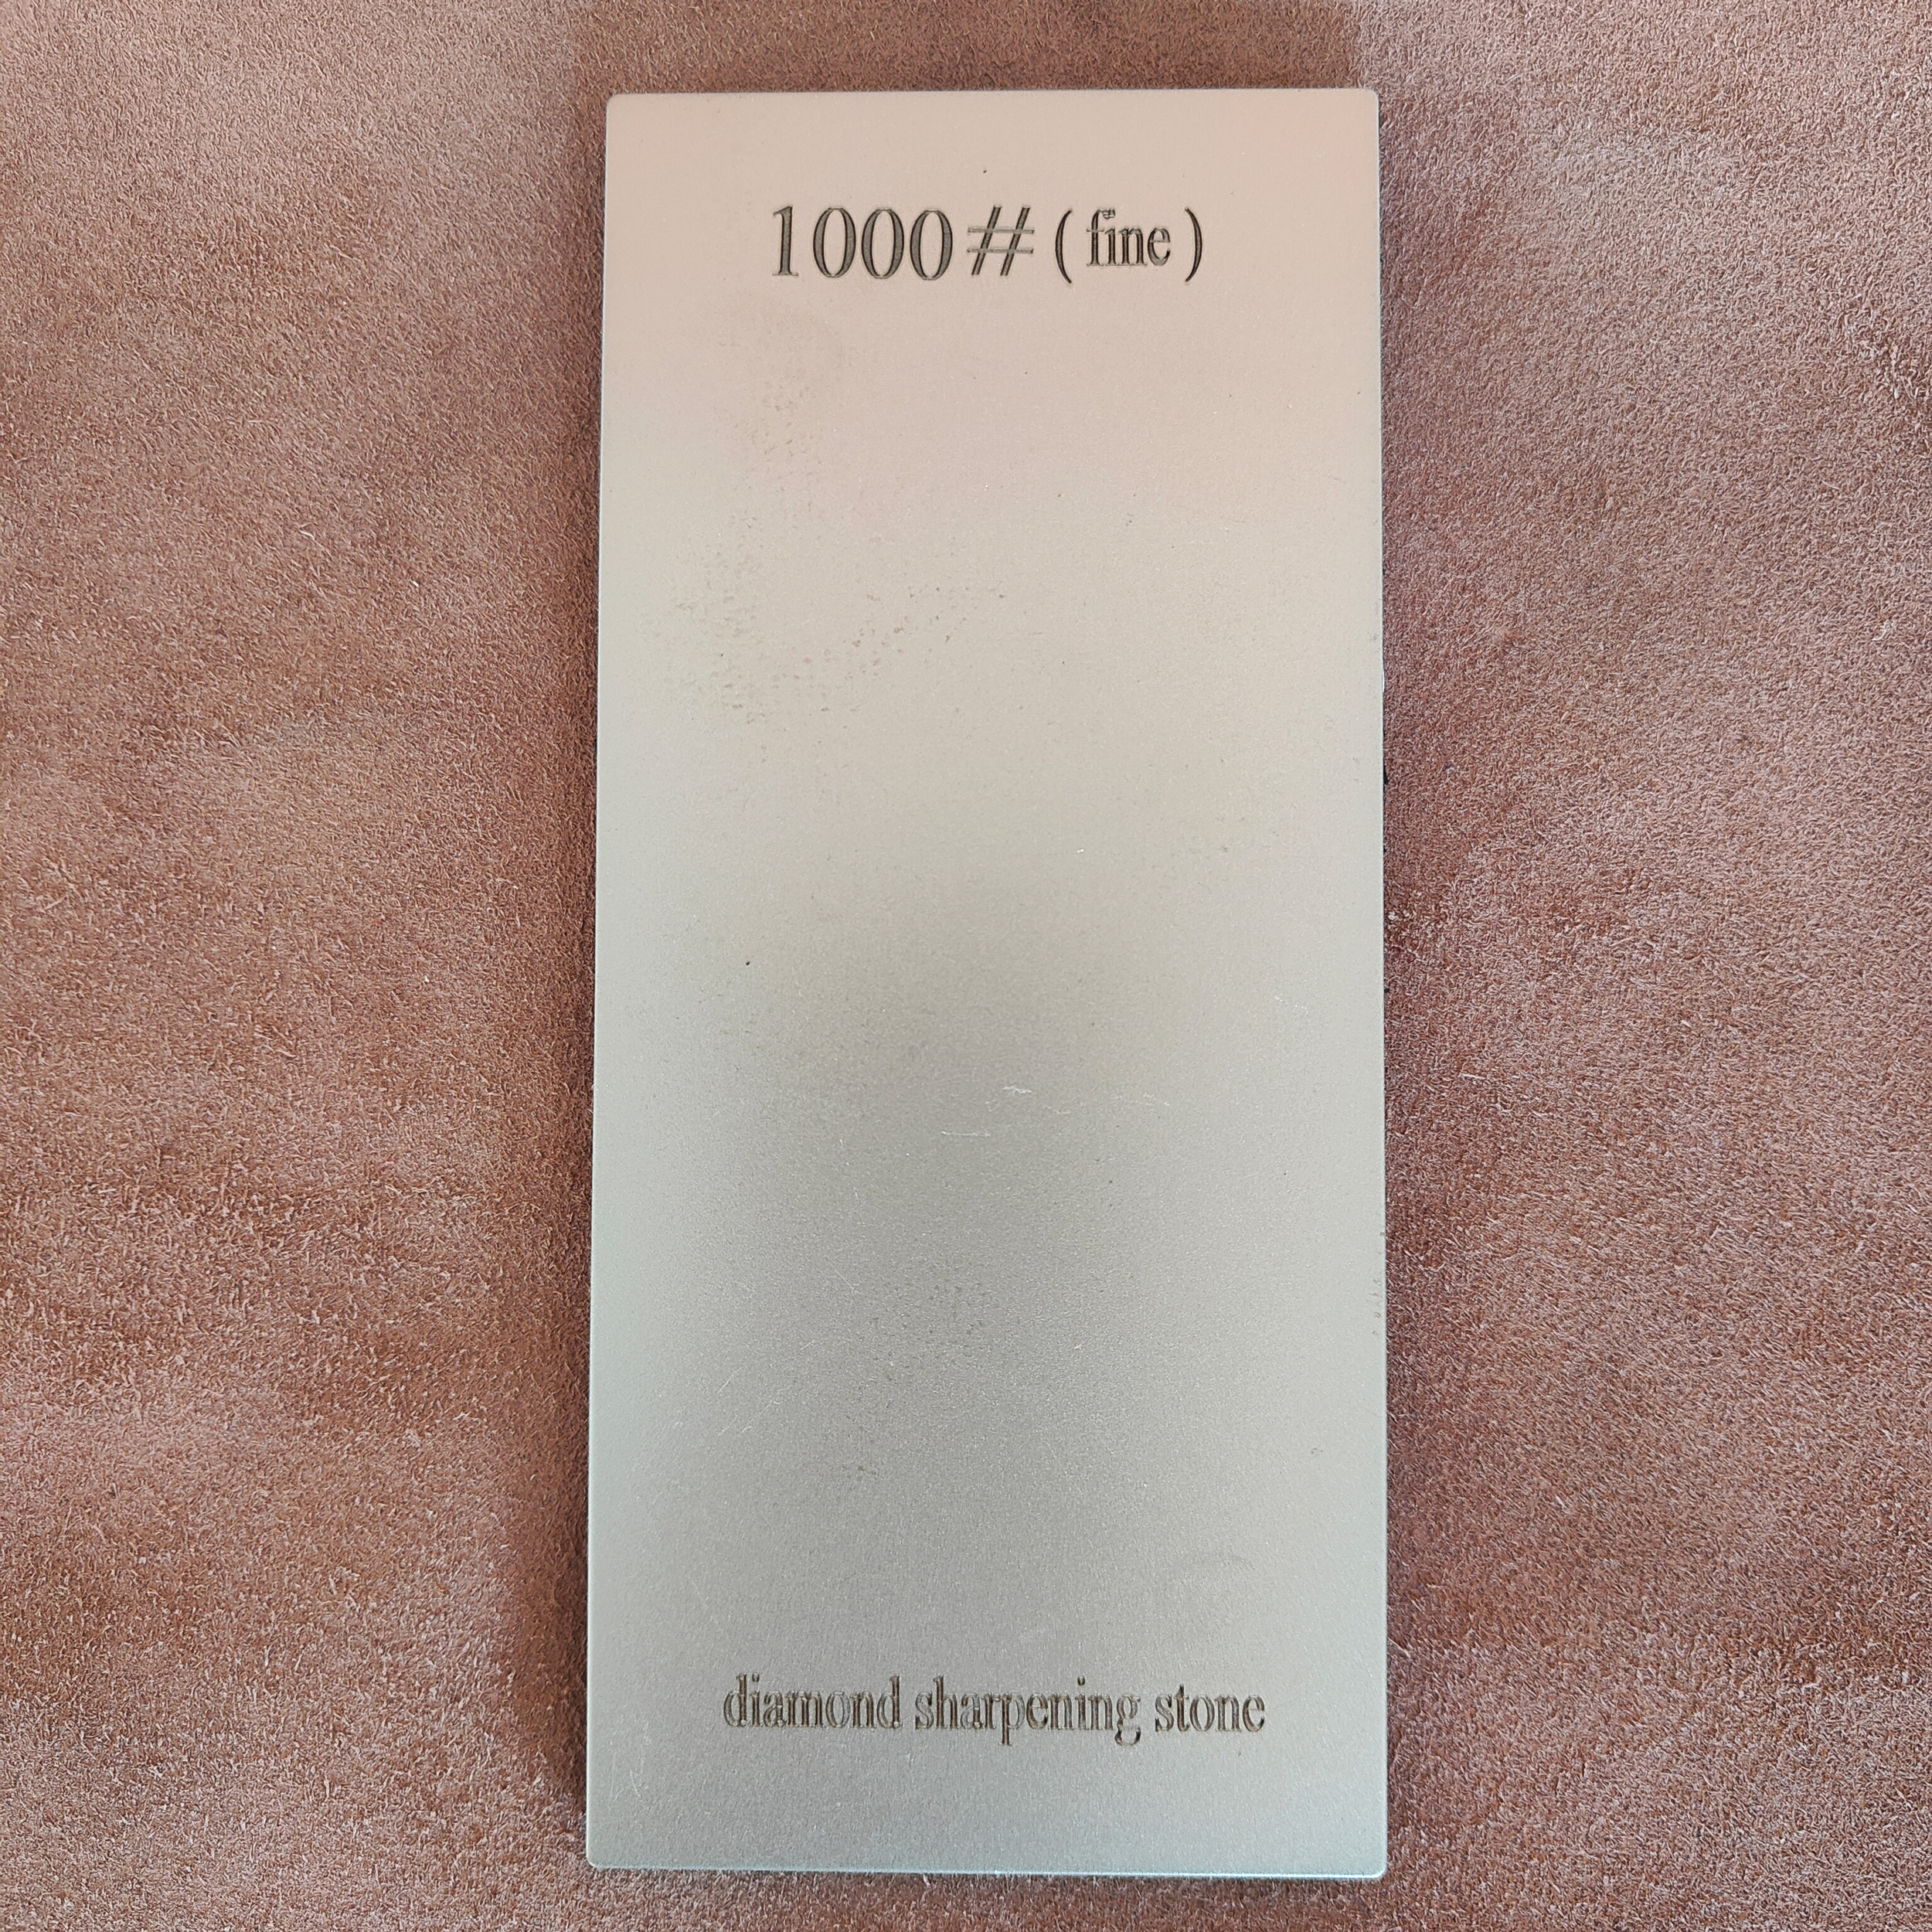 1000# (fine)
diamond sharpening stone